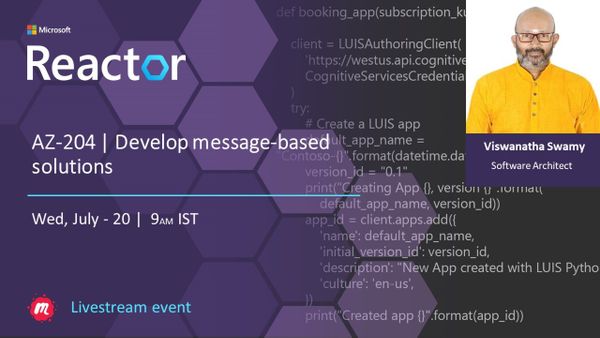 Microsoft
Reactor
AZ-204 | Develop message-based
solutions
Wed, July - 20 | 9AM IST
Livestream event
def booking_app(subscription_ku
client = LUISAuthoringClient(
'https://westus.api.cognitive
CognitiveServicesCredential
)
try:
# Create a LUIS app
default_app_name =
"Contoso-{}".format(datetime.dat
version_id = "0.1"
print("Creating App {}, version {}".format(
default_app_name, version_id))
app_id = client.apps.add({
'name': default_app_name,
'initial_version_id': version_id,
'description': "New App created with LUIS Pytho
'culture': 'en-us',
})
print("Created app {}".format(app_id))
Viswanatha Swamy
Software Architect